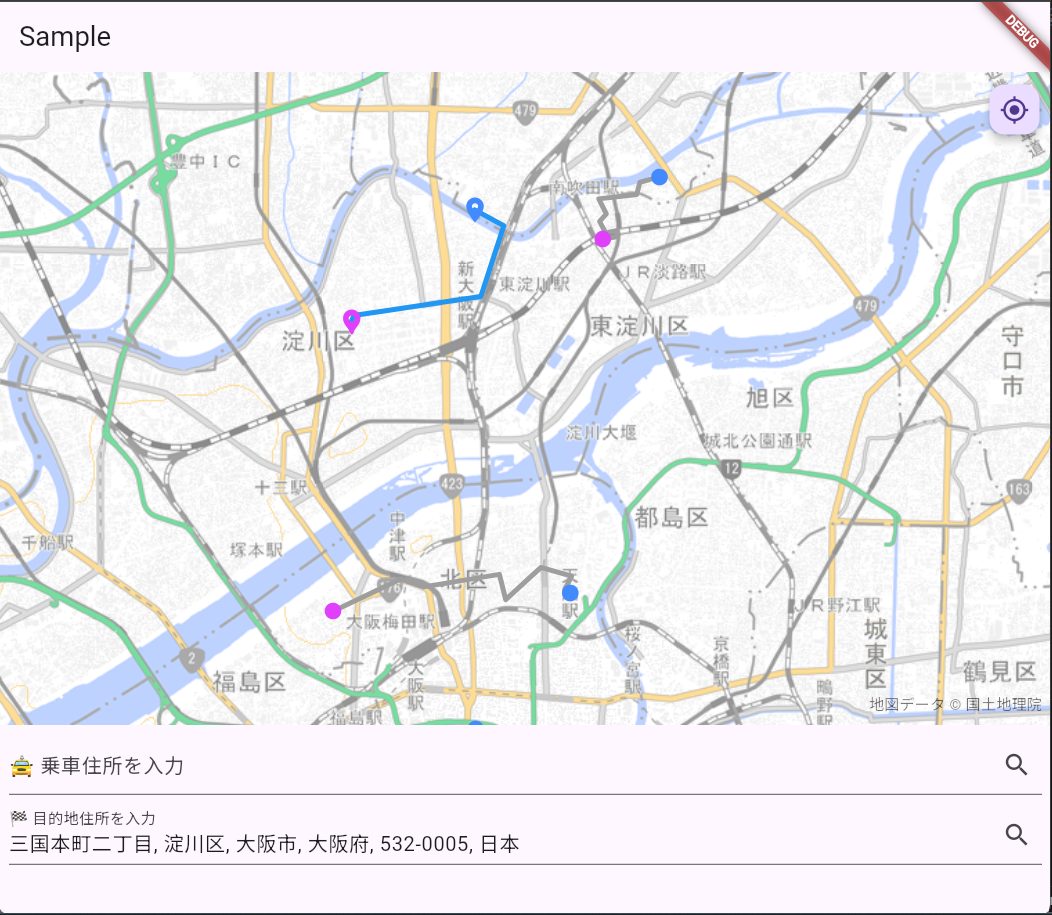 Sample
DEBUG
479
豊中IC
南吹田駅
JR淡路駅
新大阪駅
東淀川駅
479
淀川区
東淀川区
守口市
旭区
淀川大堰
城北公園通駅
12
十三駅
423
163
中津駅
都島区
千船駅
塚本駅
北区
176
JR野江駅
大阪梅田駅
城東区
桜ノ宮駅
京橋駅
2
大阪駅
福島区
鶴見区
鴫野駅
福島駅
地図データ © 国土地理院
🚖 乗車住所を入力
🏁 目的地住所を入力
三国本町二丁目, 淀川区, 大阪市, 大阪府, 532-0005, 日本